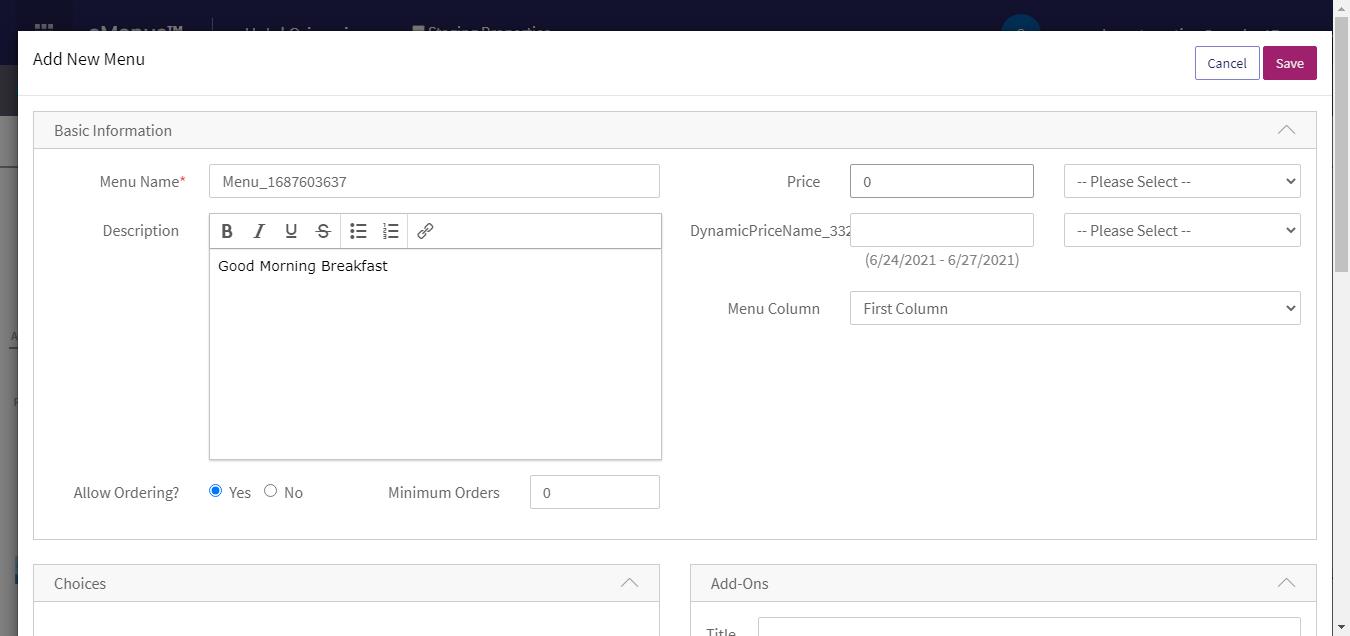 Add New Menu
Cancel
Save
Basic Information
Menu Name*
Menu_1687603637
Price
0
-- Please Select --
Description
B I U S
DynamicPriceName_332
-- Please Select --
Good Morning Breakfast
(6/24/2021 - 6/27/2021)
Menu Column
First Column
Allow Ordering?
Yes
No
Minimum Orders
0
Choices
Add-Ons
Title